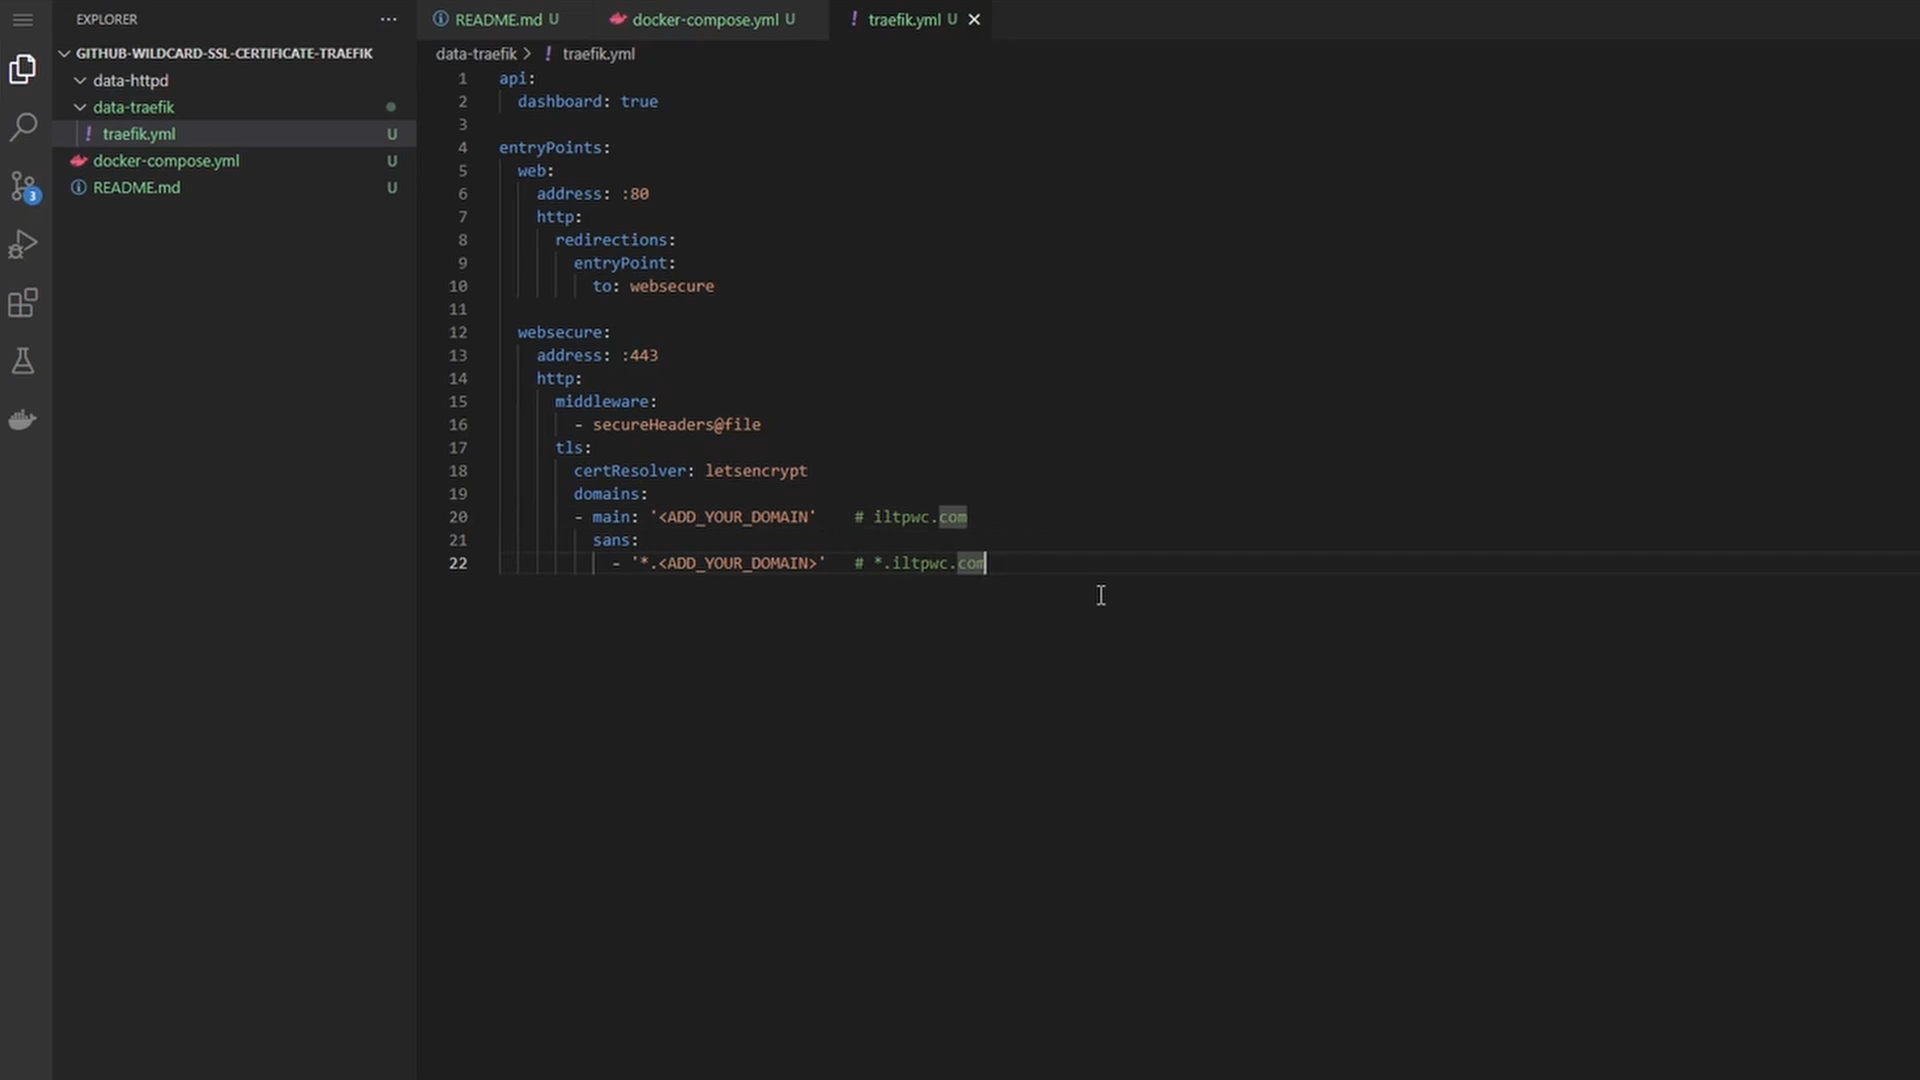 EXPLORER
GITHUB-WILDCARD-SSL-CERTIFICATE-TRAEFIK
data-httpd
data-traefik
! traefik.yml U
docker-compose.yml U
README.md U
3
README.md U
docker-compose.yml U
! traefik.yml U
data-traefik > ! traefik.yml
1 api:
2   dashboard: true
3
4 entryPoints:
5   web:
6     address: :80
7     http:
8       redirections:
9         entryPoint:
10           to: websecure
11
12   websecure:
13     address: :443
14     http:
15       middleware:
16         - secureHeaders@file
17       tls:
18         certResolver: letsencrypt
19         domains:
20         - main: '<ADD_YOUR_DOMAIN'    # iltpwc.com
21           sans:
22             - '*.<ADD_YOUR_DOMAIN>'   # *.iltpwc.com